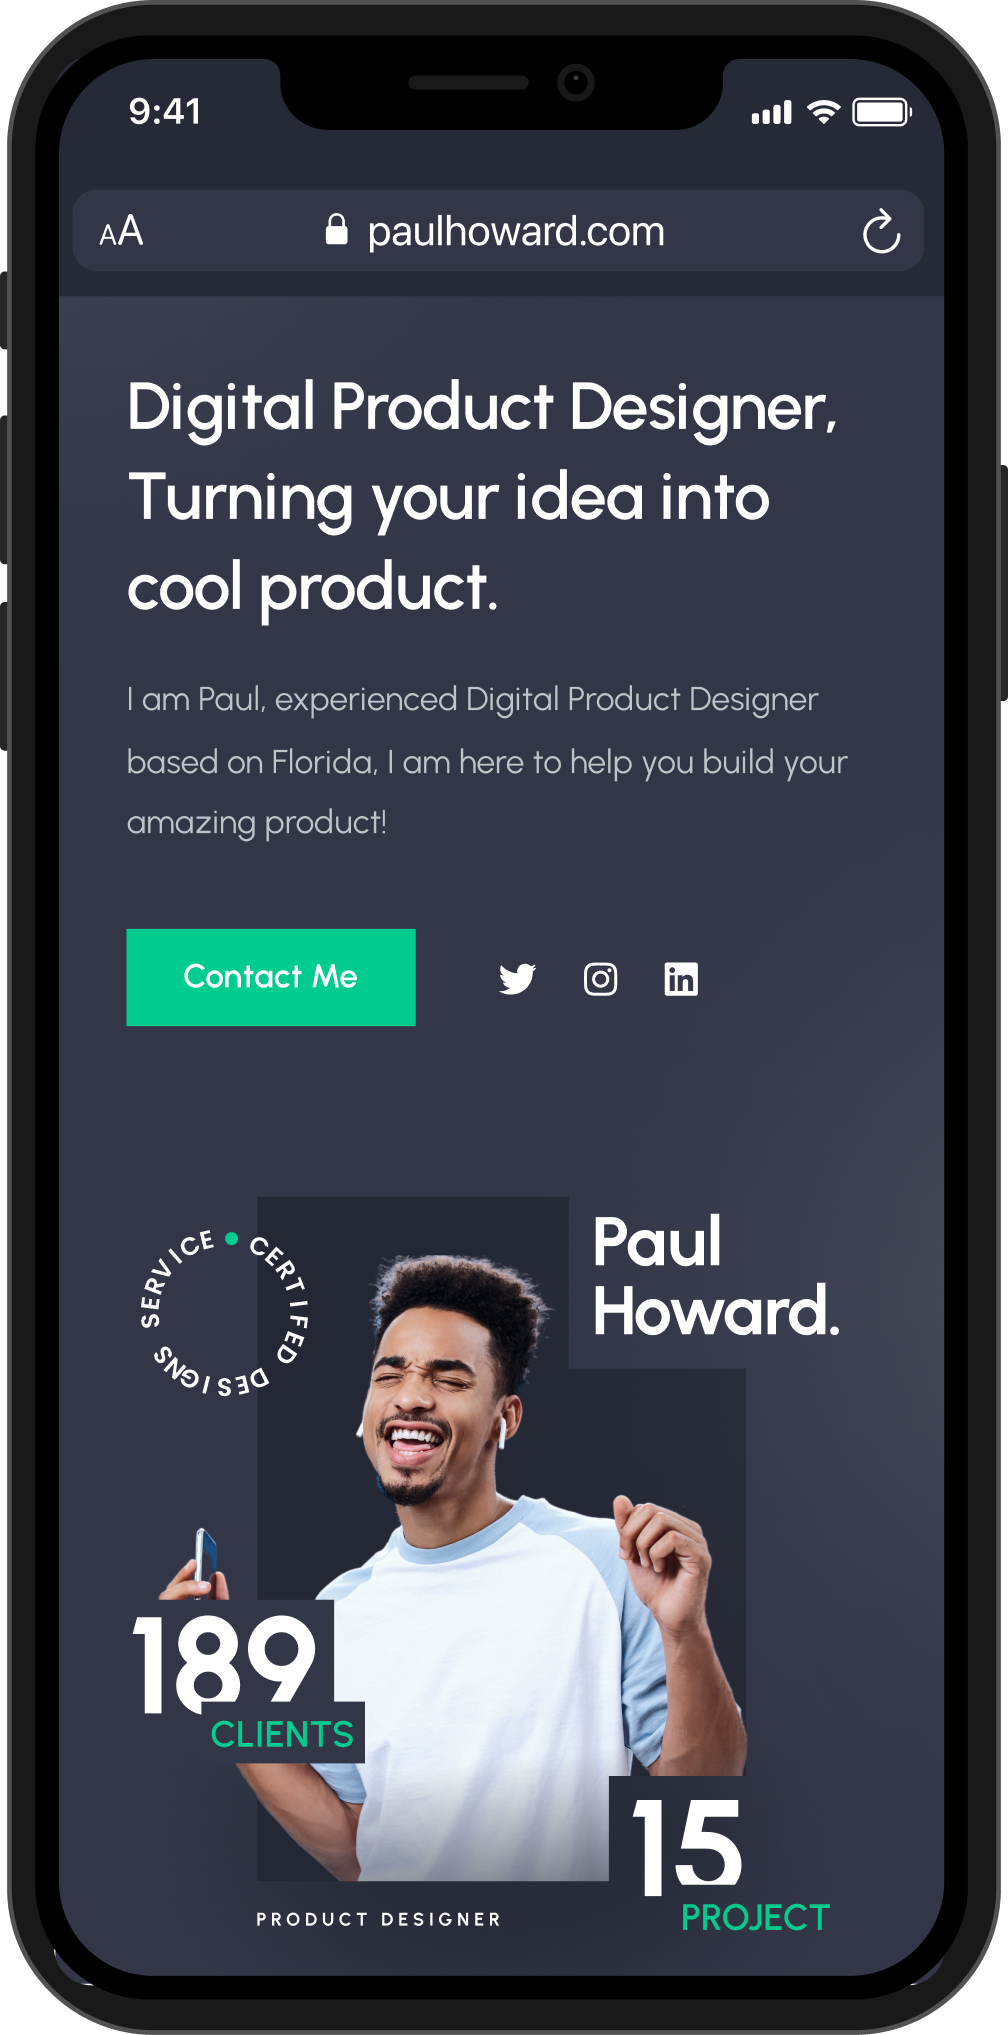 9:41
AA
paulhoward.com
Digital Product Designer,
Turning your idea into
cool product.
I am Paul, experienced Digital Product Designer
based on Florida, I am here to help you build your
amazing product!
Contact Me
in
CERTIFED DESIGNS SERVICE
Paul
Howard.
189
CLIENTS
15
PROJECT
PRODUCT DESIGNER